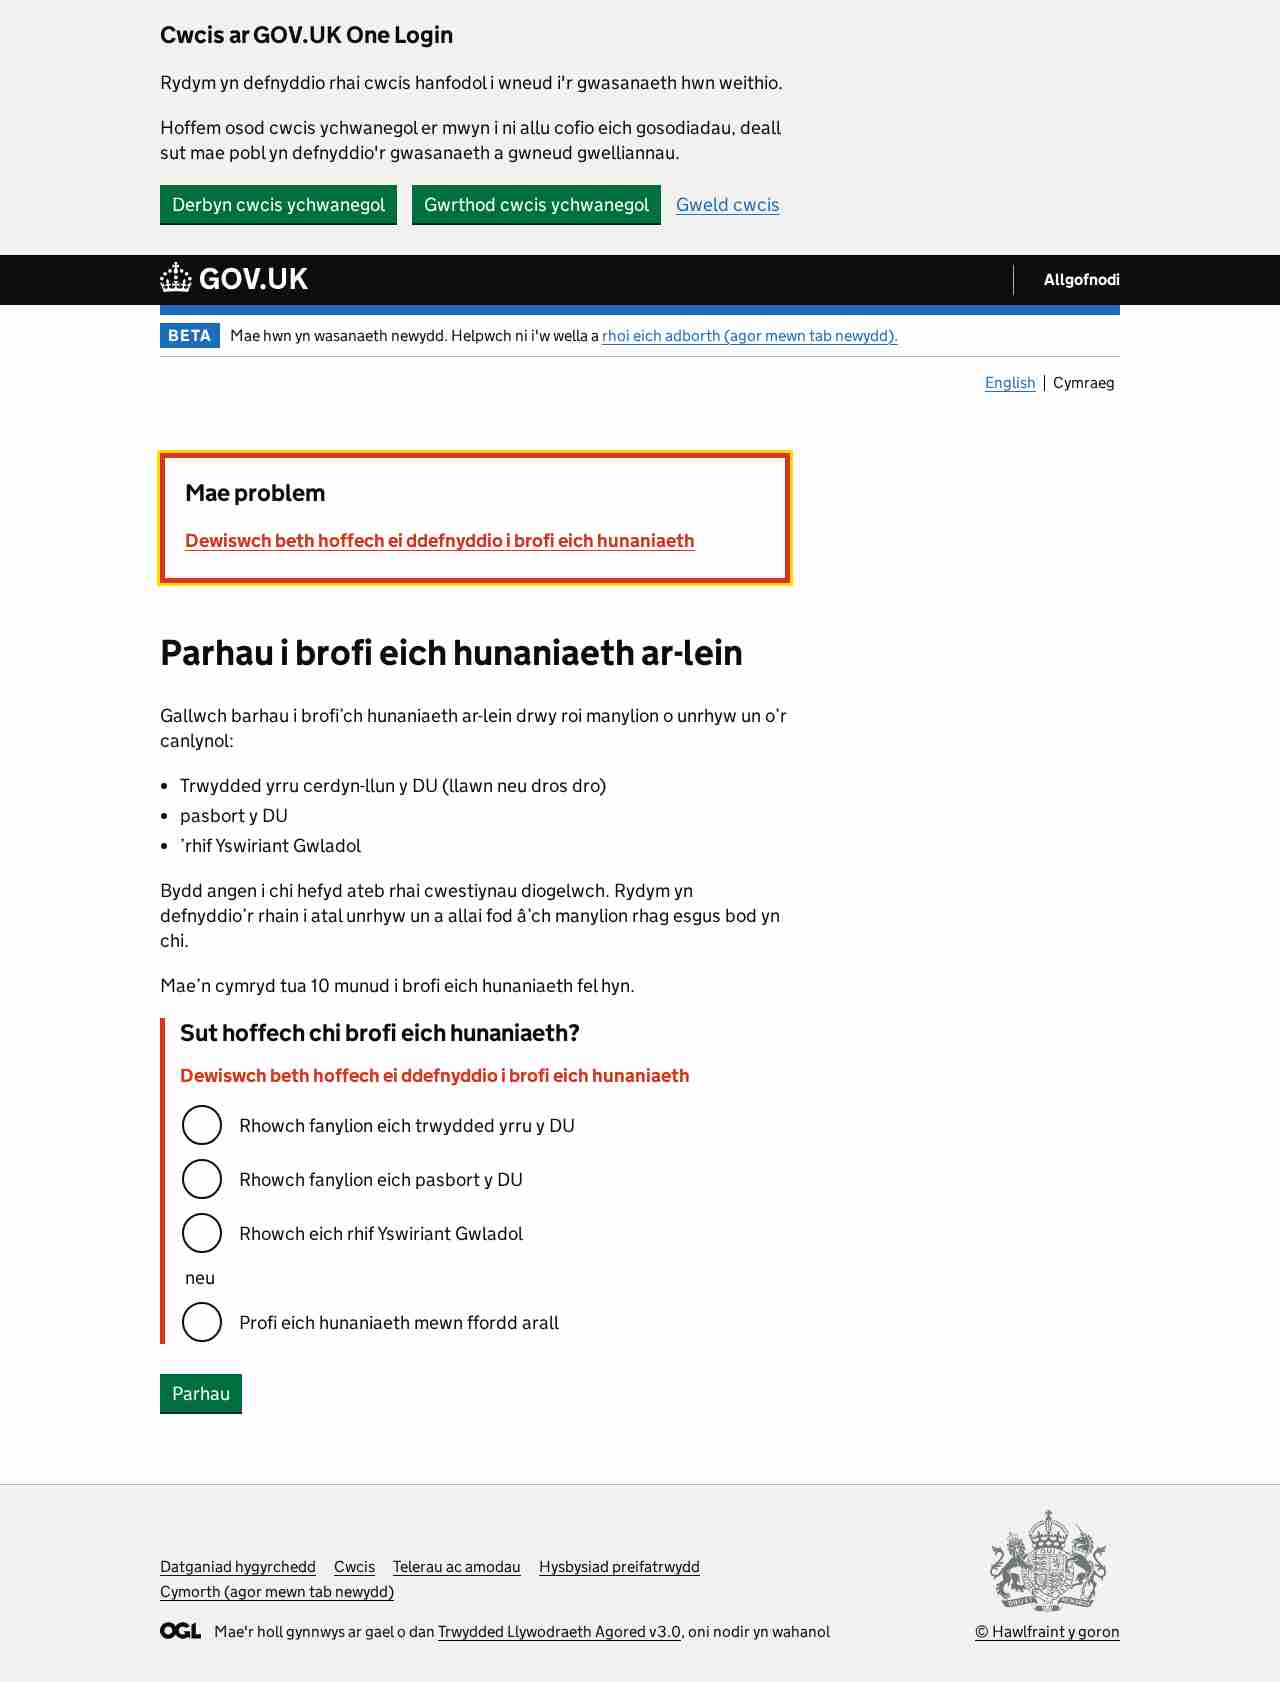 Cwcis ar GOV.UK One Login
Rydym yn defnyddio rhai cwcis hanfodol i wneud i'r gwasanaeth hwn weithio.
Hoffem osod cwcis ychwanegol er mwyn i ni allu cofio eich gosodiadau, deall
sut mae pobl yn defnyddio'r gwasanaeth a gwneud gwelliannau.
Derbyn cwcis ychwanegol Gwrthod cwcis ychwanegol Gweld cwcis
GOV.UK Allgofnodi
BETA Mae hwn yn wasanaeth newydd. Helpwch ni i'w wella a rhoi eich adborth (agor mewn tab newydd).
English Cymraeg
Mae problem
Dewiswch beth hoffech ei ddefnyddio i brofi eich hunaniaeth
Parhau i brofi eich hunaniaeth ar-lein
Gallwch barhau i brofi’ch hunaniaeth ar-lein drwy roi manylion o unrhyw un o’r
canlynol:
• Trwydded yrru cerdyn-llun y DU (llawn neu dros dro)
• pasbort y DU
• ’rhif Yswiriant Gwladol
Bydd angen i chi hefyd ateb rhai cwestiynau diogelwch. Rydym yn
defnyddio’r rhain i atal unrhyw un a allai fod â’ch manylion rhag esgus bod yn
chi.
Mae’n cymryd tua 10 munud i brofi eich hunaniaeth fel hyn.
Sut hoffech chi brofi eich hunaniaeth?
Dewiswch beth hoffech ei ddefnyddio i brofi eich hunaniaeth
Rhowch fanylion eich trwydded yrru y DU
Rhowch fanylion eich pasbort y DU
Rhowch eich rhif Yswiriant Gwladol
neu
Profi eich hunaniaeth mewn ffordd arall
Parhau
Datganiad hygyrchedd Cwcis Telerau ac amodau Hysbysiad preifatrwydd
Cymorth (agor mewn tab newydd)
OGL Mae'r holl gynnwys ar gael o dan Trwydded Llywodraeth Agored v3.0, oni nodir yn wahanol
© Hawlfraint y goron